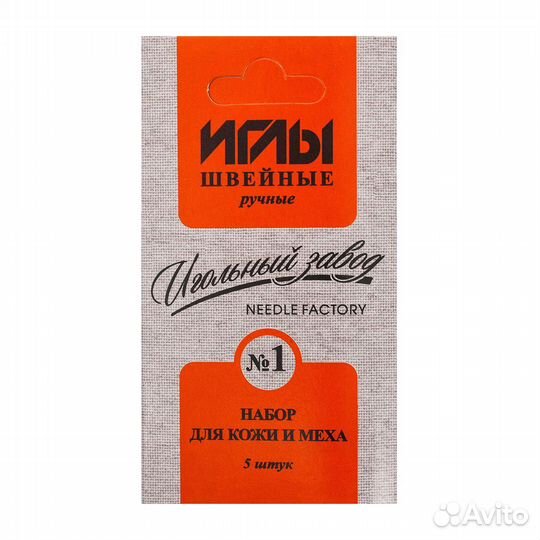 ИГЛЫ
ШВЕЙНЫЕ
ручные
Игольный завод
NEEDLE FACTORY
№1
НАБОР
ДЛЯ КОЖИ И МЕХА
5 штук
Avito